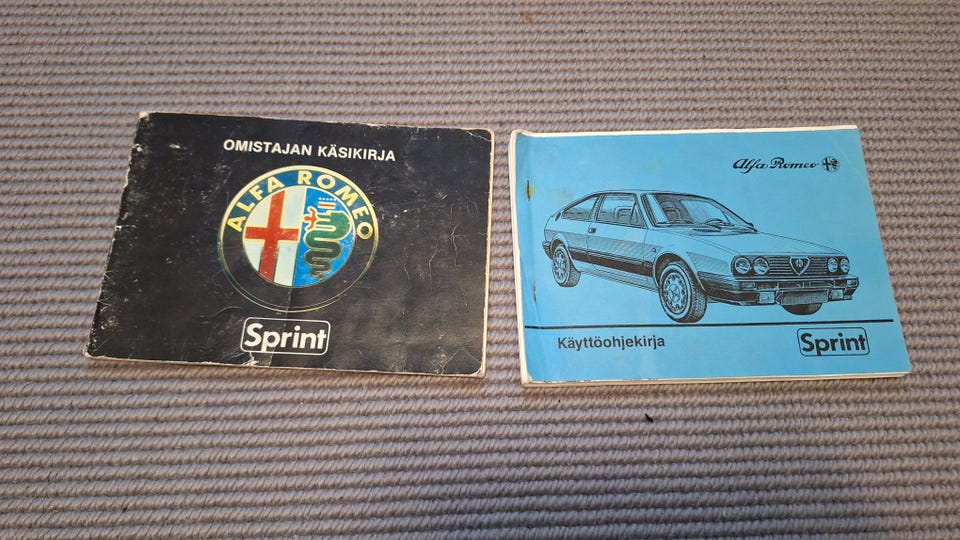 OMISTAJAN KÄSIKIRJA
ALFA ROMEO
Sprint
Alfa Romeo
Käyttöohjekirja
Sprint